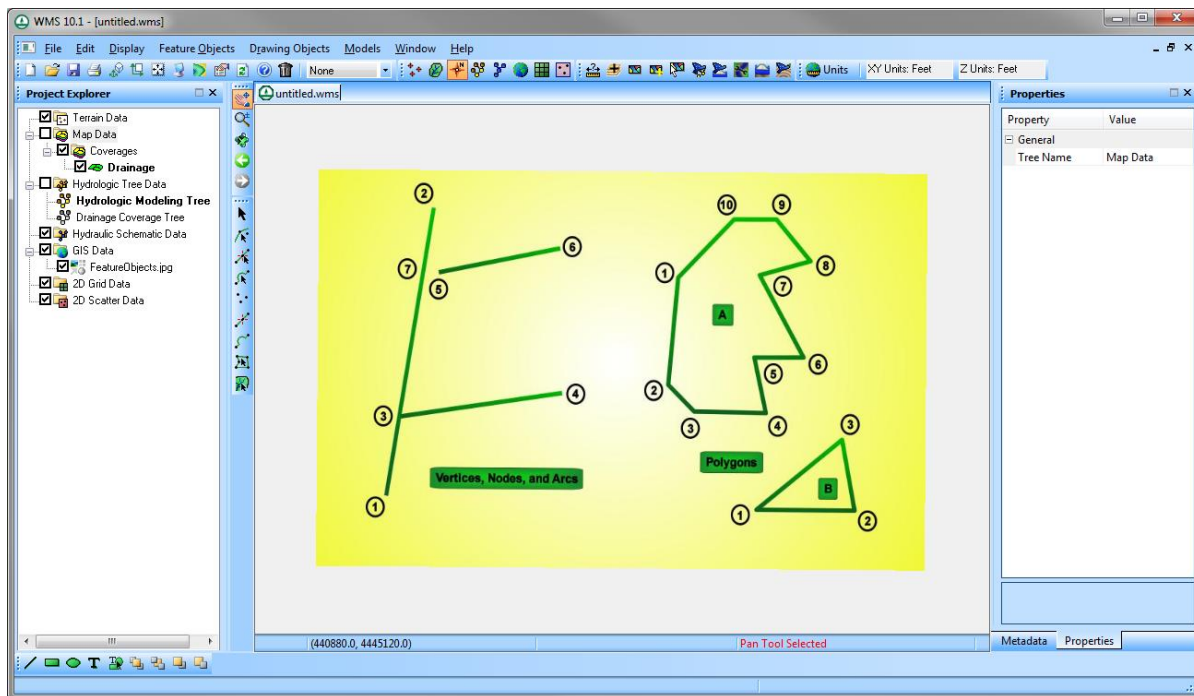 WMS 10.1 - [untitled.wms]
File Edit Display Feature Objects Drawing Objects Models Window Help
None Units XY Units: Feet Z Units: Feet
Project Explorer
Terrain Data
Map Data
Coverages
Drainage
Hydrologic Tree Data
Hydrologic Modeling Tree
Drainage Coverage Tree
Hydraulic Schematic Data
GIS Data
FeatureObjects.jpg
2D Grid Data
2D Scatter Data
untitled.wms
2
6
7
5
3
4
1
Vertices, Nodes, and Arcs
10 9
1 8
7
A
6
5
2
3 4
Polygons
3
B
1 2
(440880.0, 4445120.0) Pan Tool Selected
Properties
Property Value
General
Tree Name Map Data
Metadata Properties
T